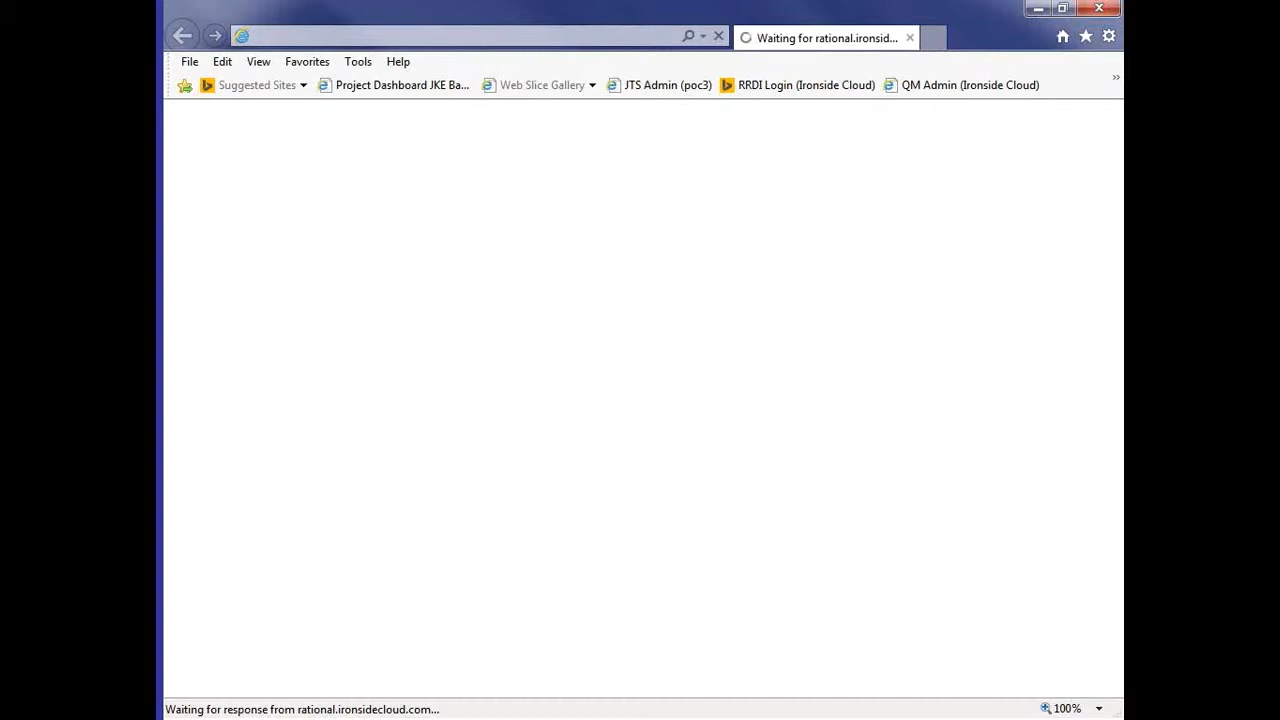 Waiting for rational.ironsid...
File Edit View Favorites Tools Help
Suggested Sites Project Dashboard JKE Ba... Web Slice Gallery JTS Admin (poc3) RRDI Login (Ironside Cloud) QM Admin (Ironside Cloud) »
Waiting for response from rational.ironsidecloud.com... 100%